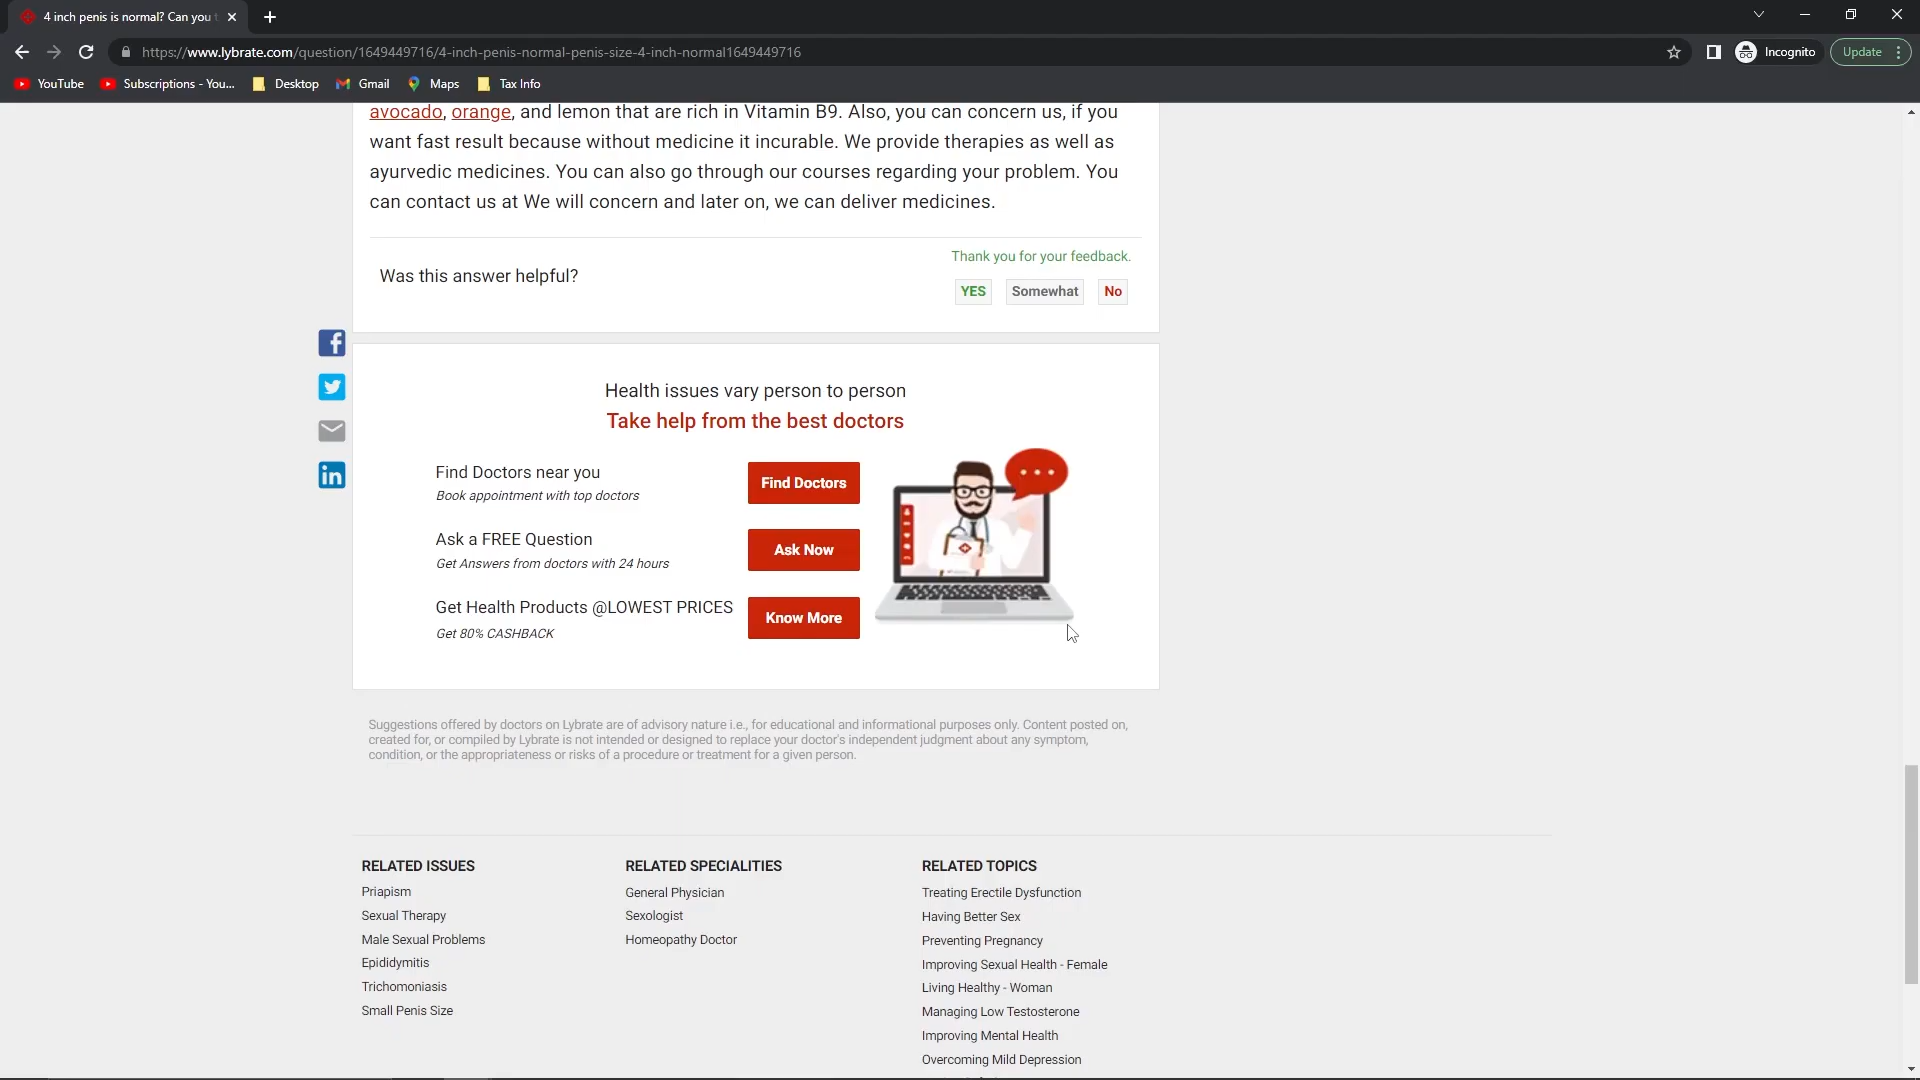 4 inch penis is normal? Can you t
https://www.lybrate.com/question/1649449716/4-inch-penis-normal-penis-size-4-inch-normal1649449716
Incognito
Update
YouTube
Subscriptions - You...
Desktop
Gmail
Maps
Tax Info
avocado, orange, and lemon that are rich in Vitamin B9. Also, you can concern us, if you
want fast result because without medicine it incurable. We provide therapies as well as
ayurvedic medicines. You can also go through our courses regarding your problem. You
can contact us at We will concern and later on, we can deliver medicines.
Thank you for your feedback.
Was this answer helpful?
YES
Somewhat
No
Health issues vary person to person
Take help from the best doctors
Find Doctors near you
Book appointment with top doctors
Find Doctors
Ask a FREE Question
Get Answers from doctors with 24 hours
Ask Now
Get Health Products @LOWEST PRICES
Get 80% CASHBACK
Know More
Suggestions offered by doctors on Lybrate are of advisory nature i.e., for educational and informational purposes only. Content posted on,
created for, or compiled by Lybrate is not intended or designed to replace your doctor's independent judgment about any symptom,
condition, or the appropriateness or risks of a procedure or treatment for a given person.
RELATED ISSUES
Priapism
Sexual Therapy
Male Sexual Problems
Epididymitis
Trichomoniasis
Small Penis Size
RELATED SPECIALITIES
General Physician
Sexologist
Homeopathy Doctor
RELATED TOPICS
Treating Erectile Dysfunction
Having Better Sex
Preventing Pregnancy
Improving Sexual Health - Female
Living Healthy - Woman
Managing Low Testosterone
Improving Mental Health
Overcoming Mild Depression